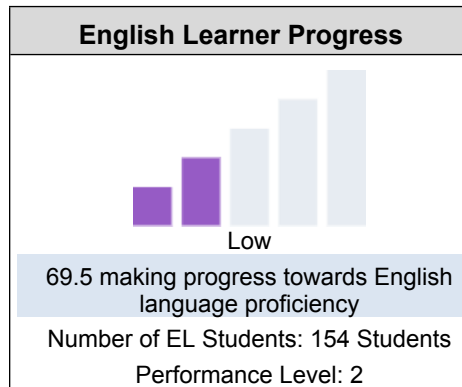 English Learner Progress
Low
69.5 making progress towards English
language proficiency
Number of EL Students: 154 Students
Performance Level: 2